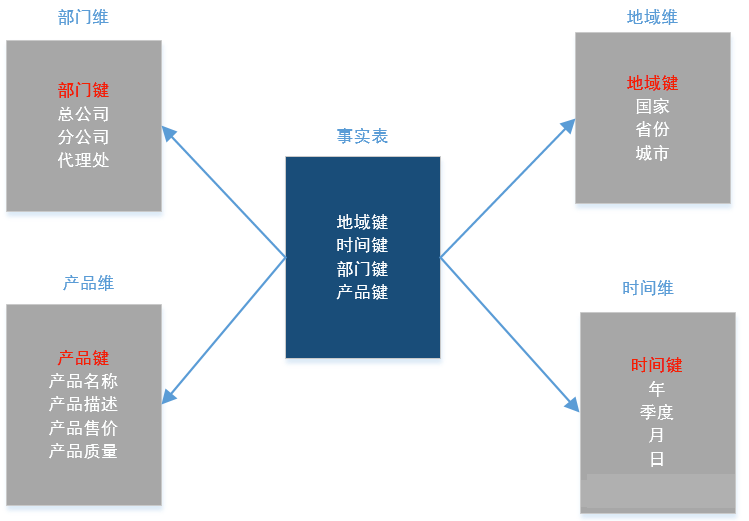 部门维
部门键
总公司
分公司
代理处
地域维
地域键
国家
省份
城市
事实表
地域键
时间键
部门键
产品键
产品维
产品键
产品名称
产品描述
产品售价
产品质量
时间维
时间键
年
季度
月
日